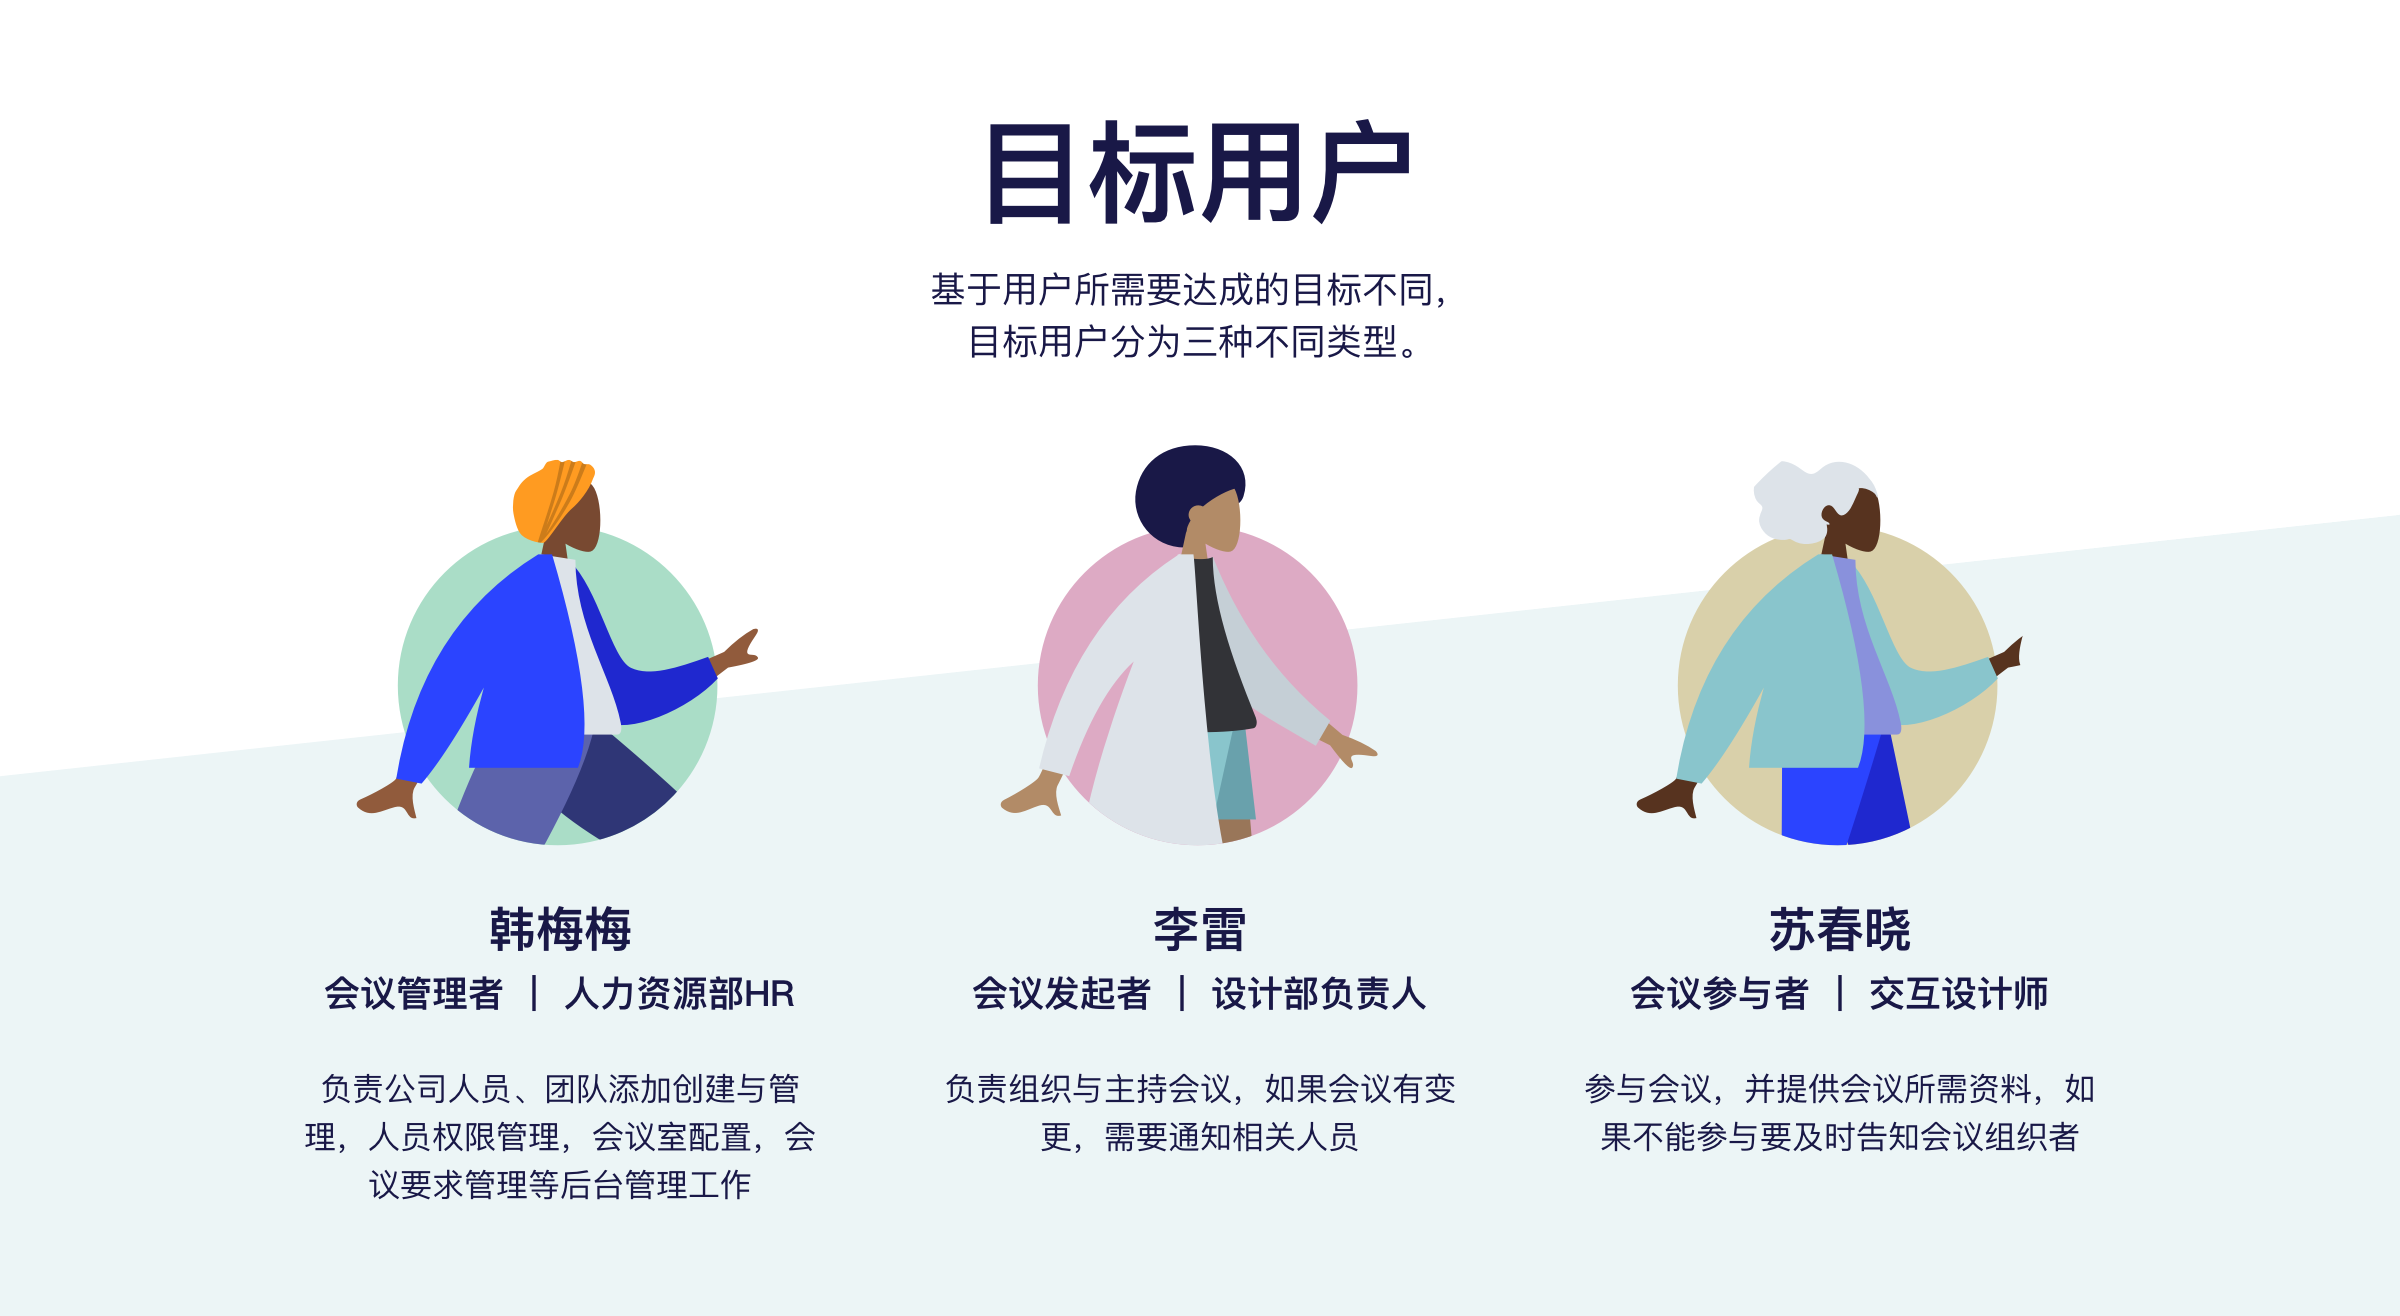 目标用户
基于用户所需要达成的目标不同，
目标用户分为三种不同类型。
韩梅梅
会议管理者 | 人力资源部HR
负责公司人员、团队添加创建与管
理，人员权限管理，会议室配置，会
议要求管理等后台管理工作
李雷
会议发起者 | 设计部负责人
负责组织与主持会议，如果会议有变
更，需要通知相关人员
苏春晓
会议参与者 | 交互设计师
参与会议，并提供会议所需资料，如
果不能参与要及时告知会议组织者